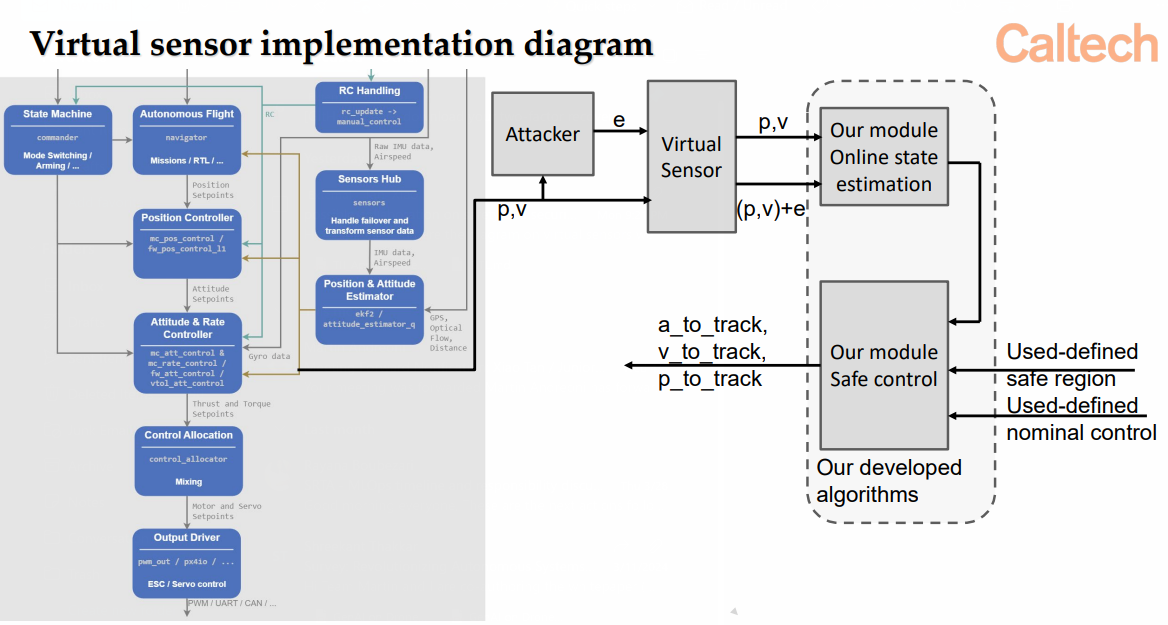 Virtual sensor implementation diagram
Caltech
State Machine
commander
Mode Switching /
Arming / ...
Autonomous Flight
navigator
Missions / RTL / ...
RC
RC Handling
rc_update ->
manual_control
Raw IMU data,
Airspeed
Sensors Hub
sensors
Handle failover and
transform sensor data
Position
Setpoints
Position Controller
mc_pos_control /
fw_pos_control_l1
IMU data,
Airspeed
Position & Attitude
Estimator
ekf2 /
attitude_estimator_q
GPS,
Optical
Flow,
Distance
Attitude
Setpoints
Attitude & Rate
Controller
mc_att_control &
mc_rate_control /
fw_att_control /
vtol_att_control
Gyro data
Thrust and Torque
Setpoints
Control Allocation
control_allocator
Mixing
Motor and Servo
Setpoints
Output Driver
pwm_out / px4io / ...
ESC / Servo control
PWM / UART / CAN / ...
Attacker
e
p,v
Virtual
Sensor
p,v
(p,v)+e
Our module
Online state
estimation
a_to_track,
v_to_track,
p_to_track
Our module
Safe control
Used-defined
safe region
Used-defined
nominal control
Our developed
algorithms